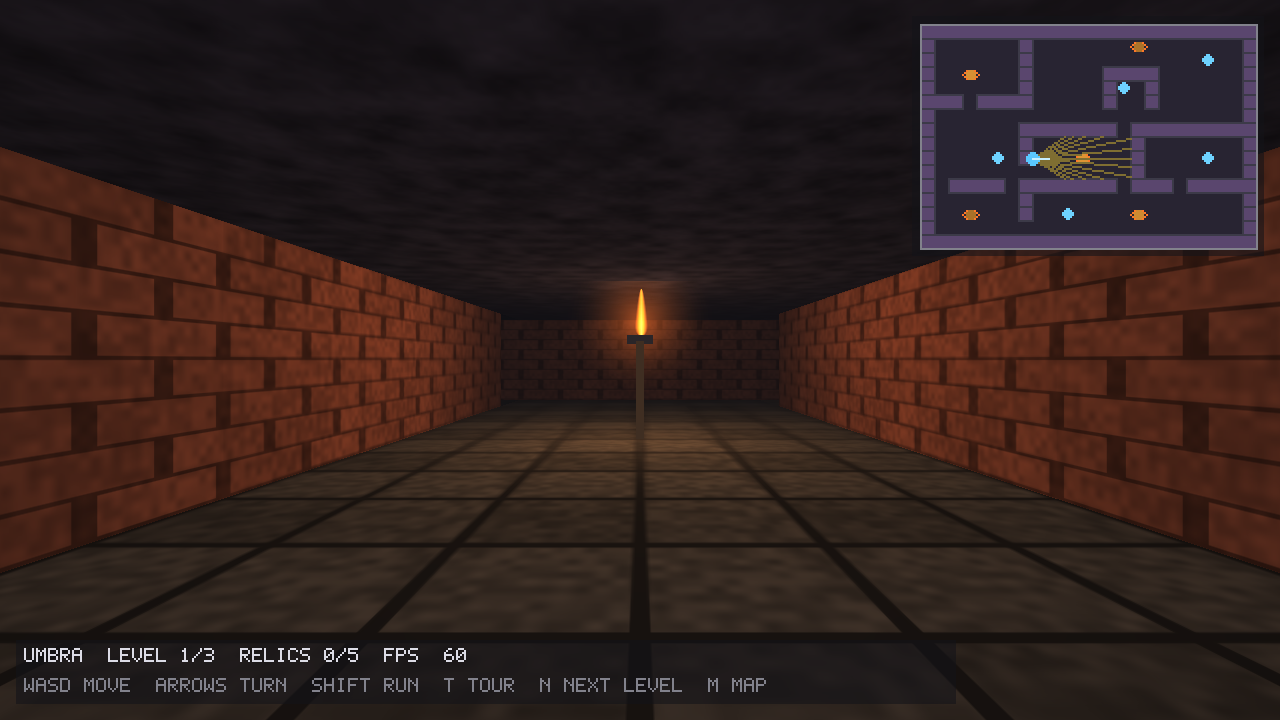 UMBRA  LEVEL 1/3  RELICS 0/5  FPS  60
WASD MOVE  ARROWS TURN  SHIFT RUN  T TOUR  N NEXT LEVEL  M MAP